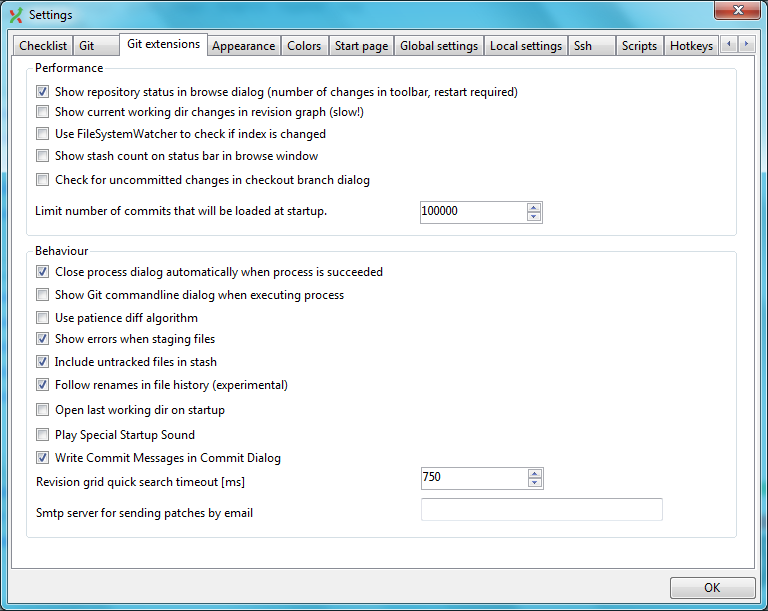 Settings
Checklist Git Git extensions Appearance Colors Start page Global settings Local settings Ssh Scripts Hotkeys
Performance
Show repository status in browse dialog (number of changes in toolbar, restart required)
Show current working dir changes in revision graph (slow!)
Use FileSystemWatcher to check if index is changed
Show stash count on status bar in browse window
Check for uncommitted changes in checkout branch dialog
Limit number of commits that will be loaded at startup. 100000
Behaviour
Close process dialog automatically when process is succeeded
Show Git commandline dialog when executing process
Use patience diff algorithm
Show errors when staging files
Include untracked files in stash
Follow renames in file history (experimental)
Open last working dir on startup
Play Special Startup Sound
Write Commit Messages in Commit Dialog
Revision grid quick search timeout [ms] 750
Smtp server for sending patches by email
OK